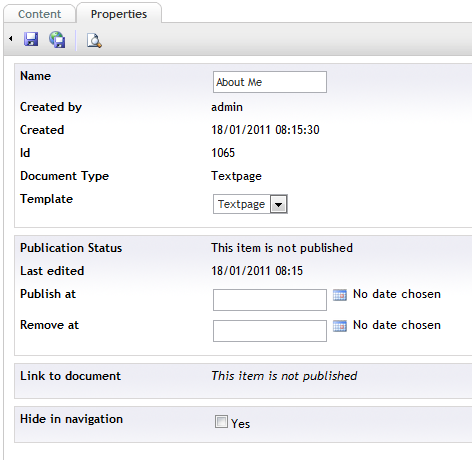 Content Properties
Name About Me
Created by admin
Created 18/01/2011 08:15:30
Id 1065
Document Type Textpage
Template Textpage
Publication Status This item is not published
Last edited 18/01/2011 08:15
Publish at No date chosen
Remove at No date chosen
Link to document This item is not published
Hide in navigation Yes